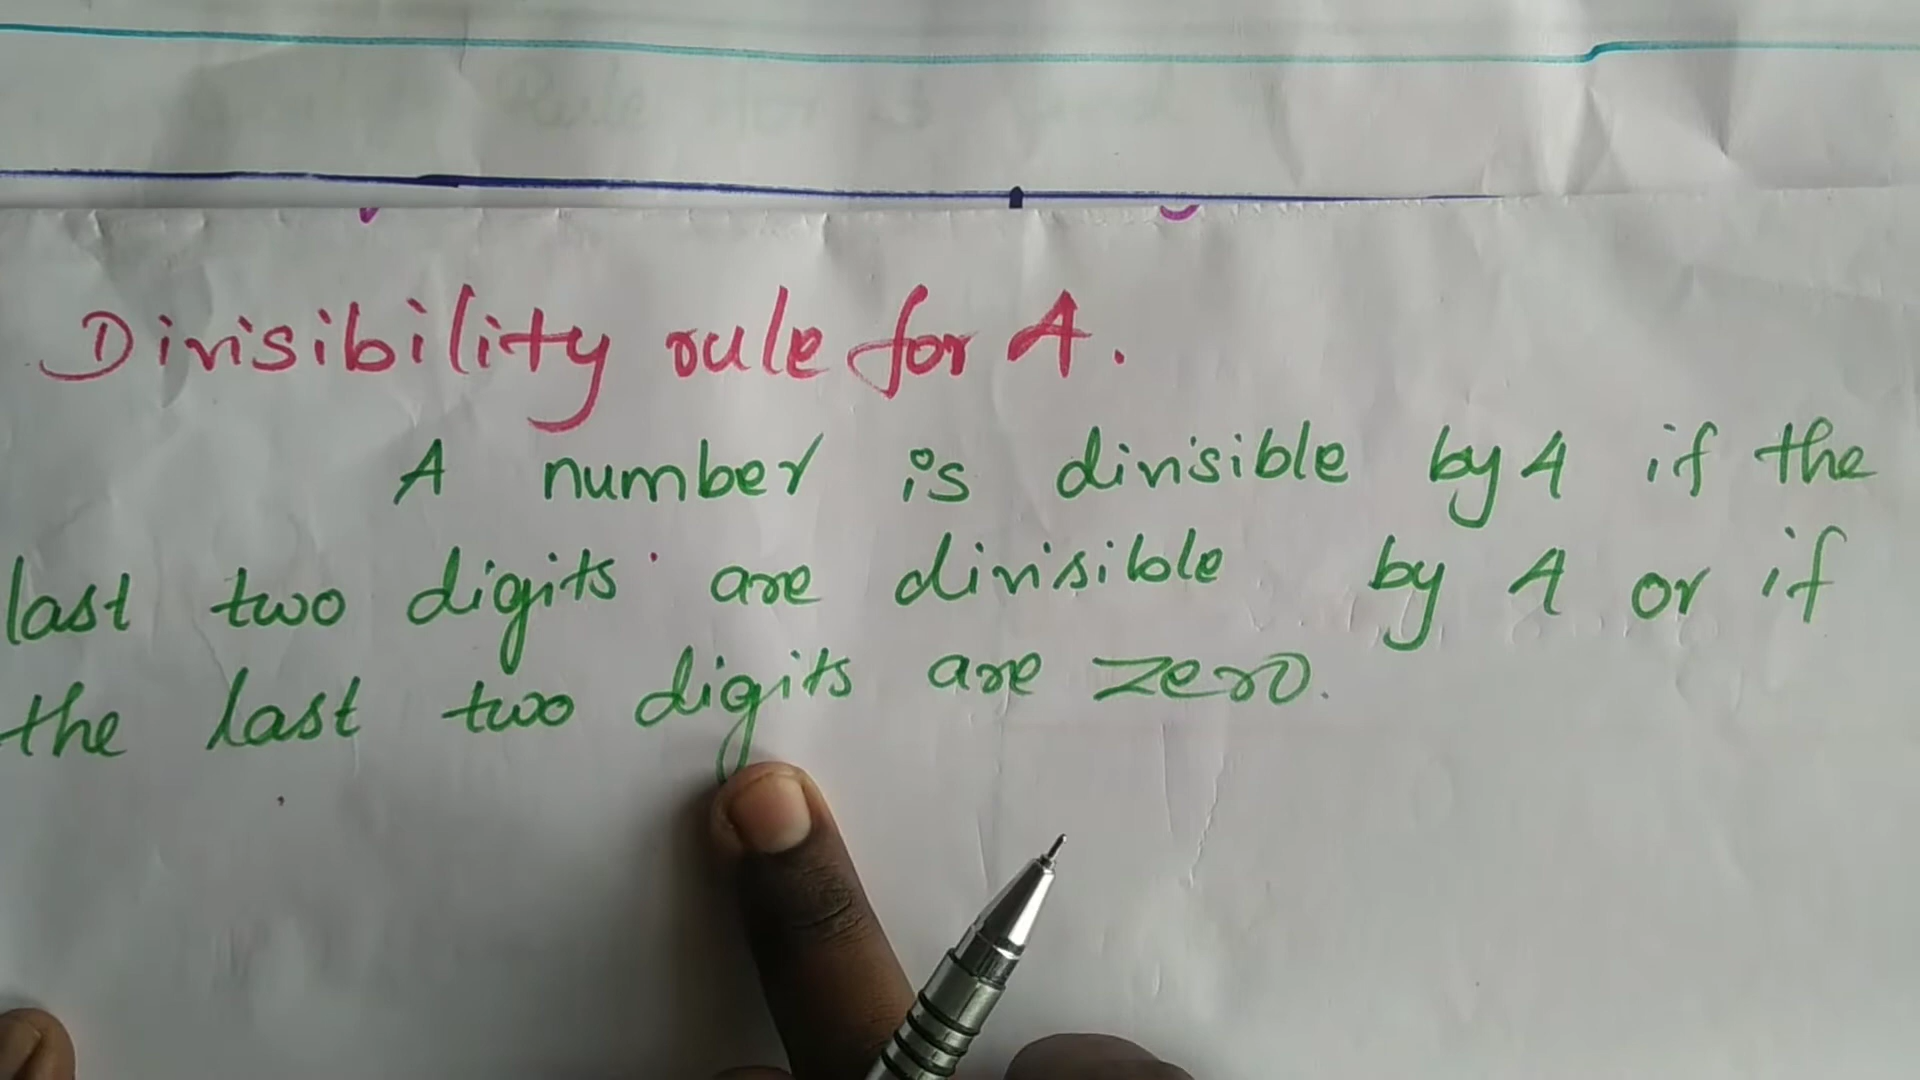 Divisibility rule for 4.
A number is divisible by 4 if the
last two digits are divisible by 4 or if
the last two digits are zero.